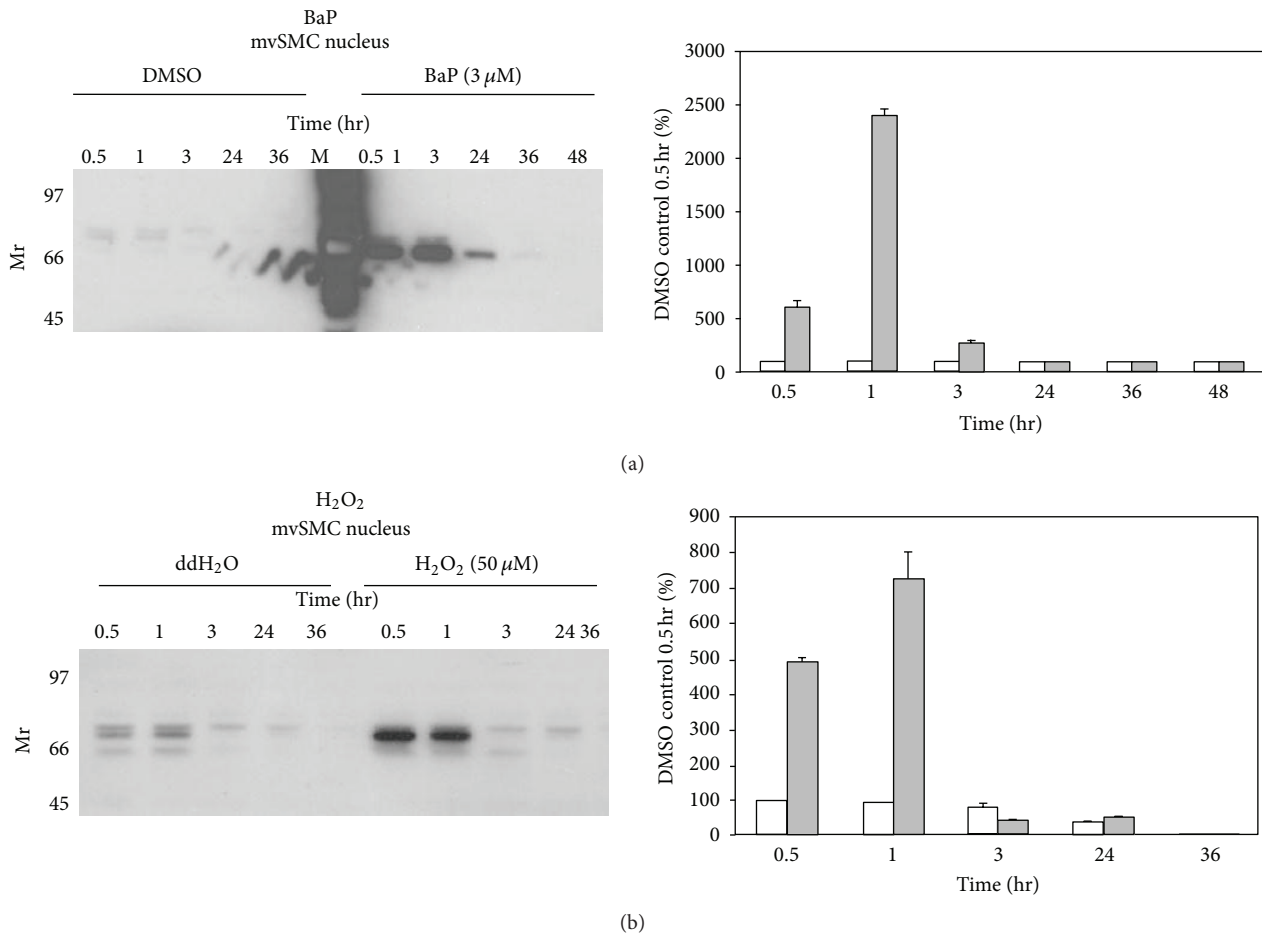 BaP
mvSMC nucleus
DMSO
BaP (3 μM)
Time (hr)
0.5 1 3 24 36 M 0.5 1 3 24 36 48
97
66
45
Mr
3000
2500
2000
1500
1000
500
0
DMSO control 0.5 hr (%)
0.5 1 3 24 36 48
Time (hr)
(a)
H₂O₂
mvSMC nucleus
ddH₂O
H₂O₂ (50 μM)
Time (hr)
0.5 1 3 24 36 0.5 1 3 24 36
97
66
45
Mr
900
800
700
600
500
400
300
200
100
0
DMSO control 0.5 hr (%)
0.5 1 3 24 36
Time (hr)
(b)